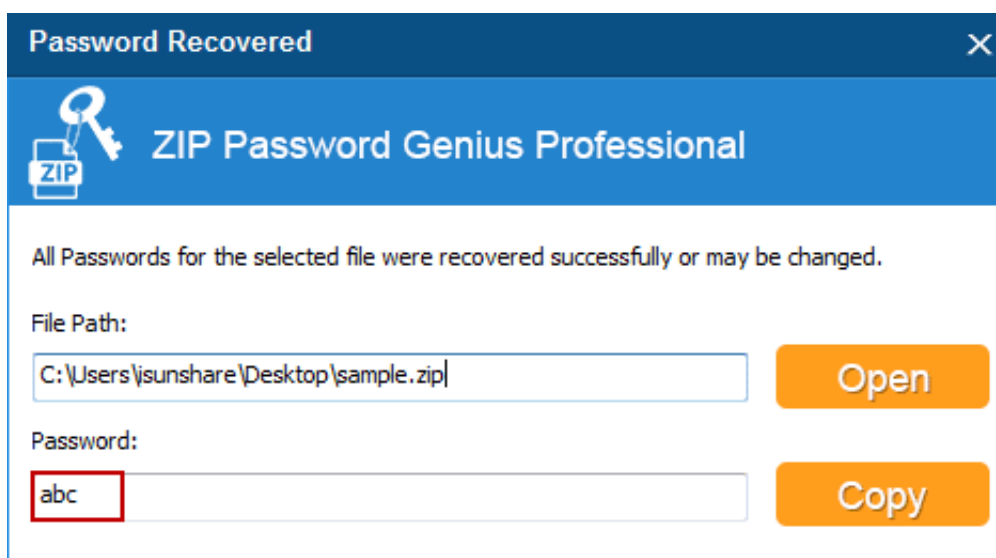 Password Recovered
ZIP
ZIP Password Genius Professional
All Passwords for the selected file were recovered successfully or may be changed.
File Path:
C:\Users\isunshare\Desktop\sample.zip
Open
Password:
abc
Copy